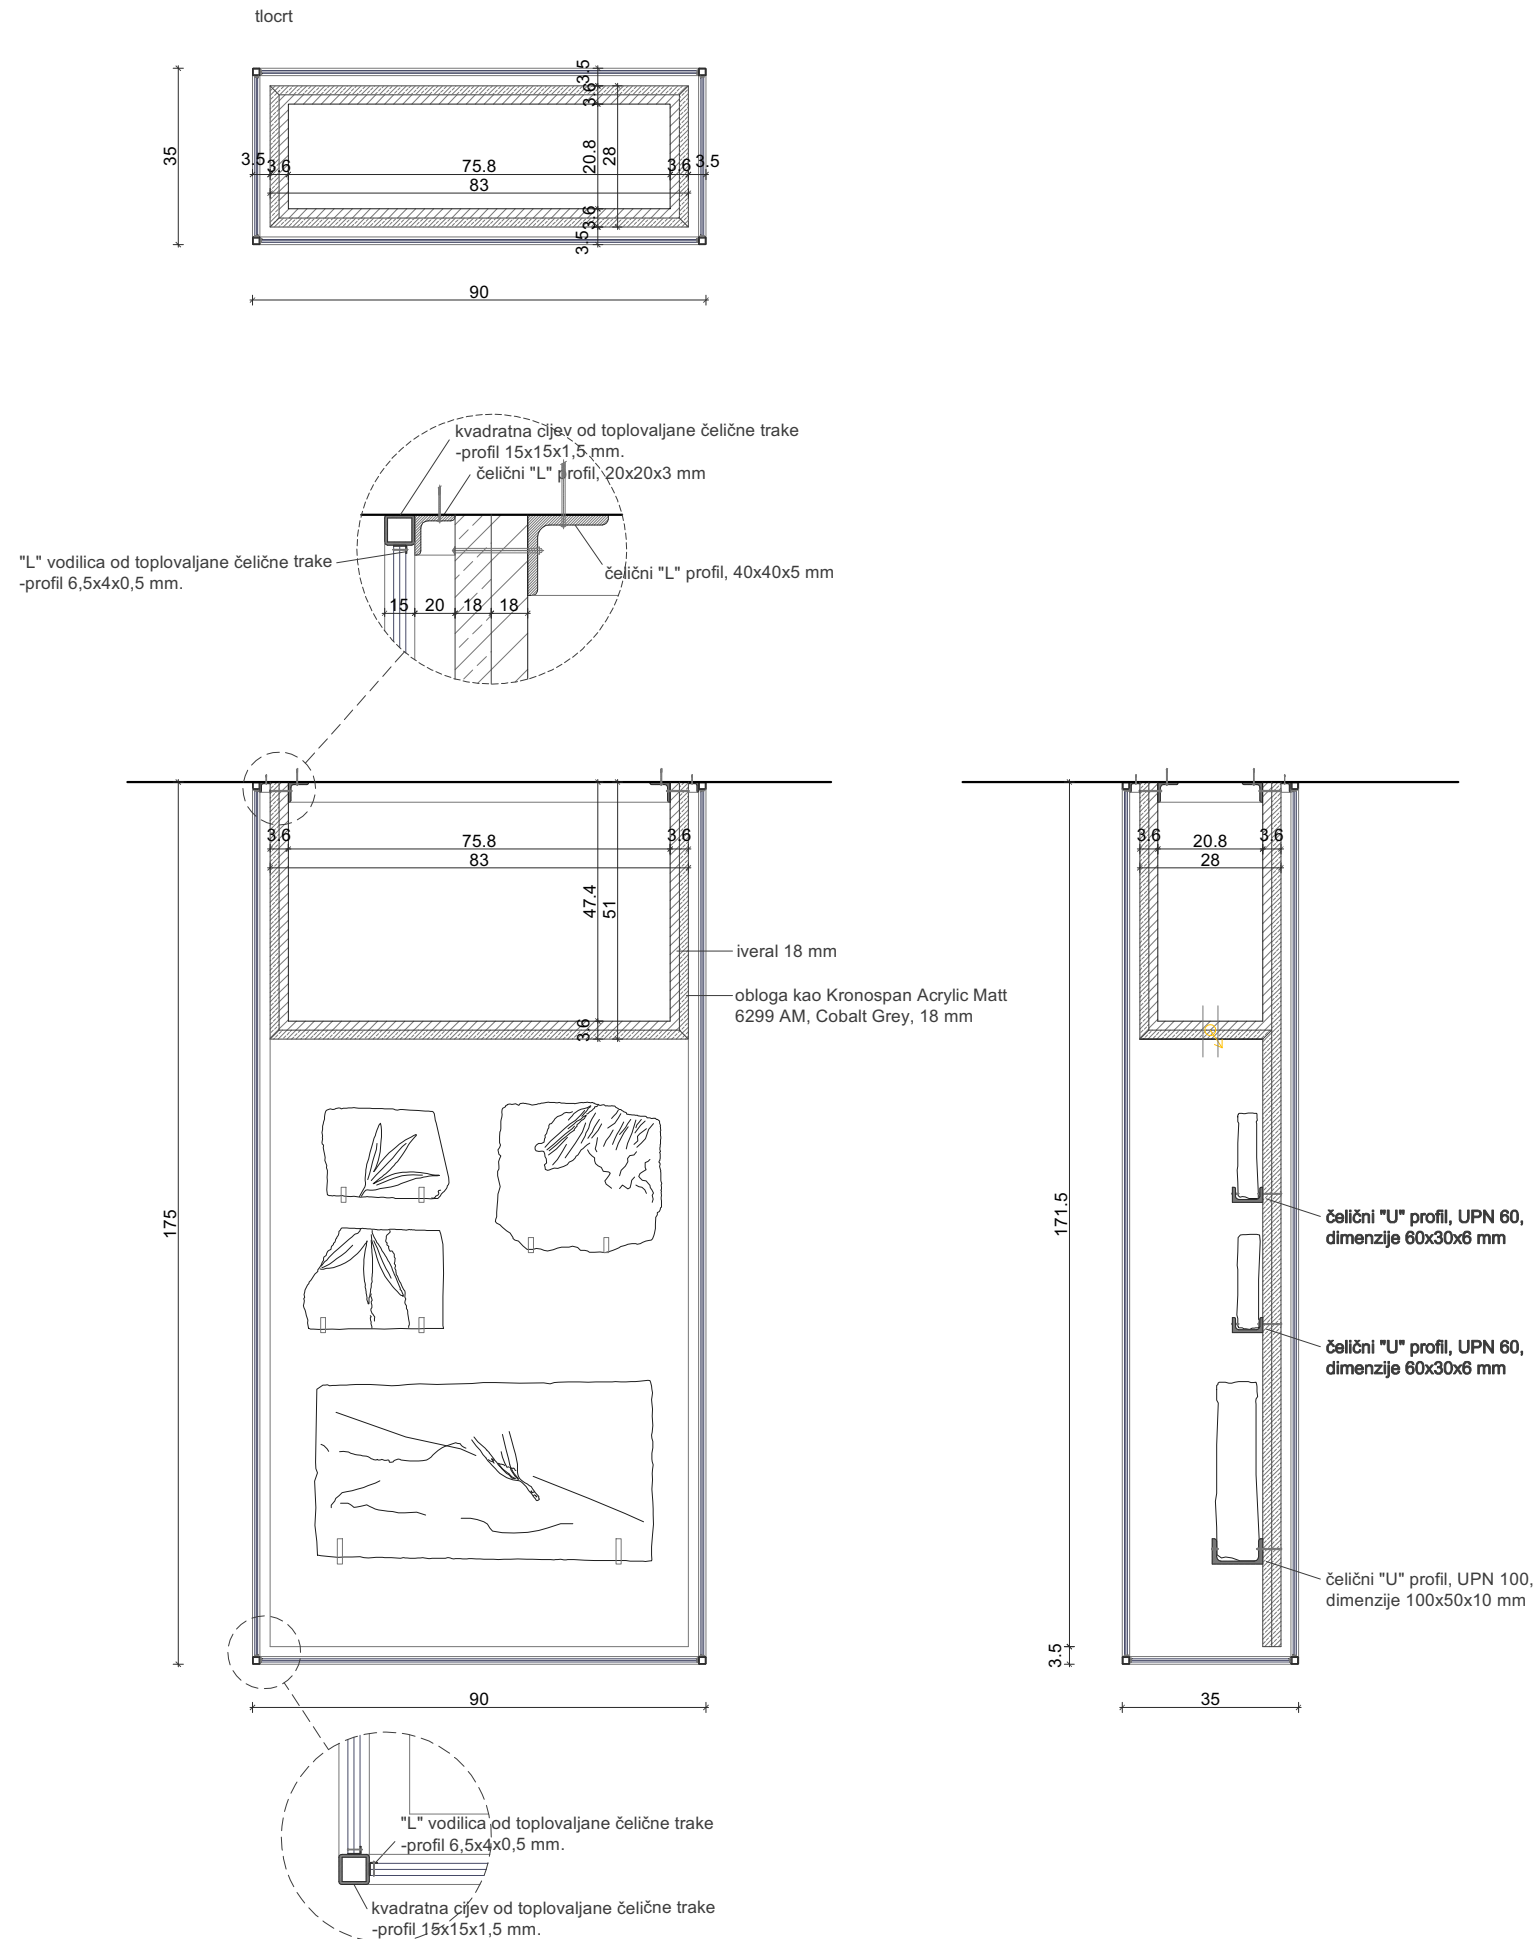 tlocrt
3.5
3.6
35
3.5
3.6
75.8
20.8
28
3.6
3.5
83
3.6
3.5
90
kvadratna cijev od toplovaljane čelične trake
-profil 15x15x1,5 mm.
čelični "L" profil, 20x20x3 mm
"L" vodilica od toplovaljane čelične trake
-profil 6,5x4x0,5 mm.
čelični "L" profil, 40x40x5 mm
15
20
18
18
3.6
75.8
3.6
83
47.4
51
3.6
175
iveral 18 mm
obloga kao Kronospan Acrylic Matt
6299 AM, Cobalt Grey, 18 mm
90
3.6
20.8
3.6
28
171.5
3.5
35
čelični "U" profil, UPN 60,
dimenzije 60x30x6 mm
čelični "U" profil, UPN 60,
dimenzije 60x30x6 mm
čelični "U" profil, UPN 100,
dimenzije 100x50x10 mm
"L" vodilica od toplovaljane čelične trake
-profil 6,5x4x0,5 mm.
kvadratna cijev od toplovaljane čelične trake
-profil 15x15x1,5 mm.